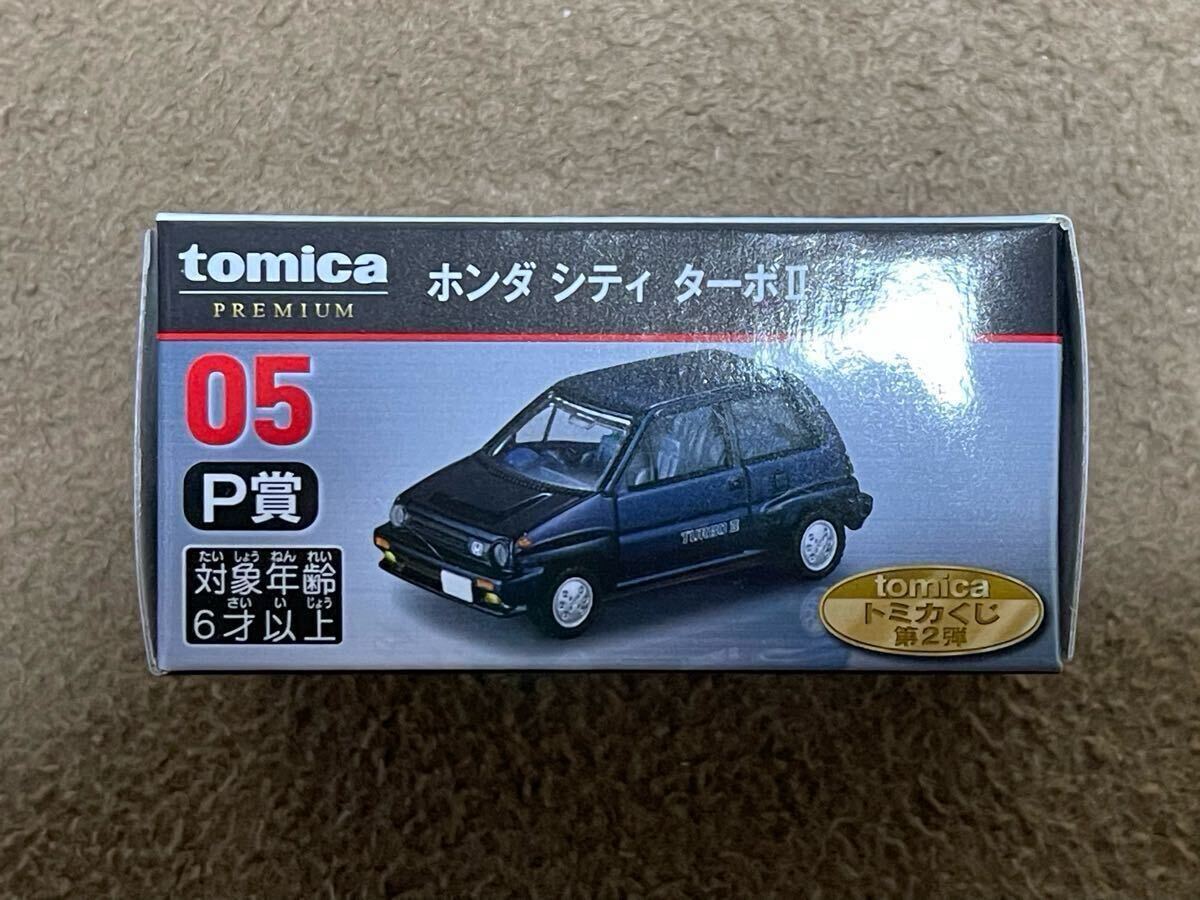 tomica
PREMIUM
ホンダ シティ ターボⅡ
05
P賞
たいしょうねんれい
対象年齢
さいいじょう
6才以上
TURBO Ⅱ
tomica
トミカくじ
第2弾